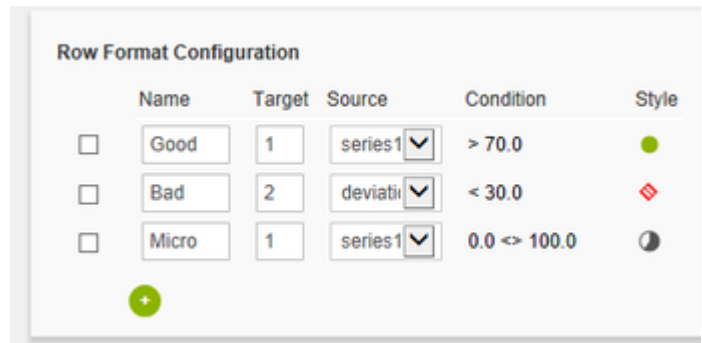 Row Format Configuration
Name Target Source Condition Style
Good 1 series1 > 70.0
Bad 2 deviati < 30.0
Micro 1 series1 0.0 <> 100.0